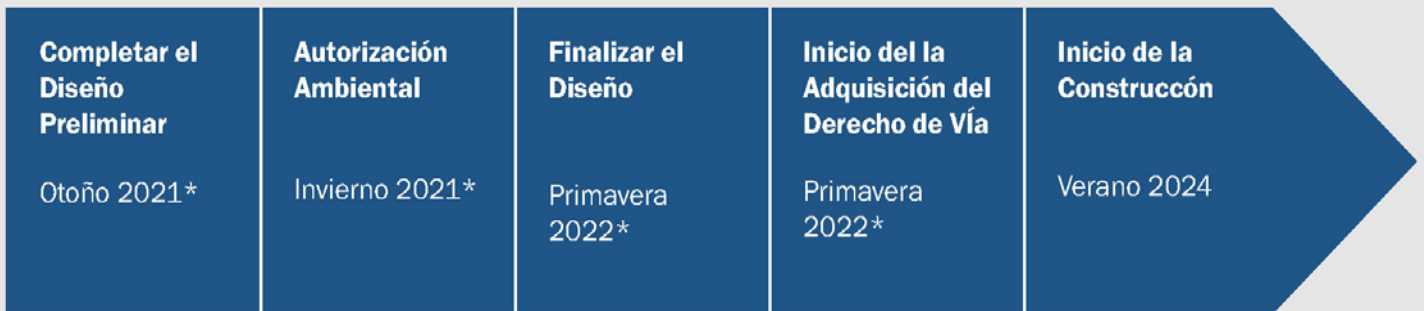 Completar el
Diseño
Preliminar
Otoño 2021*
Autorización
Ambiental
Invierno 2021*
Finalizar el
Diseño
Primavera
2022*
Inicio del la
Adquisición del
Derecho de VÍa
Primavera
2022*
Inicio de la
Construccón
Verano 2024